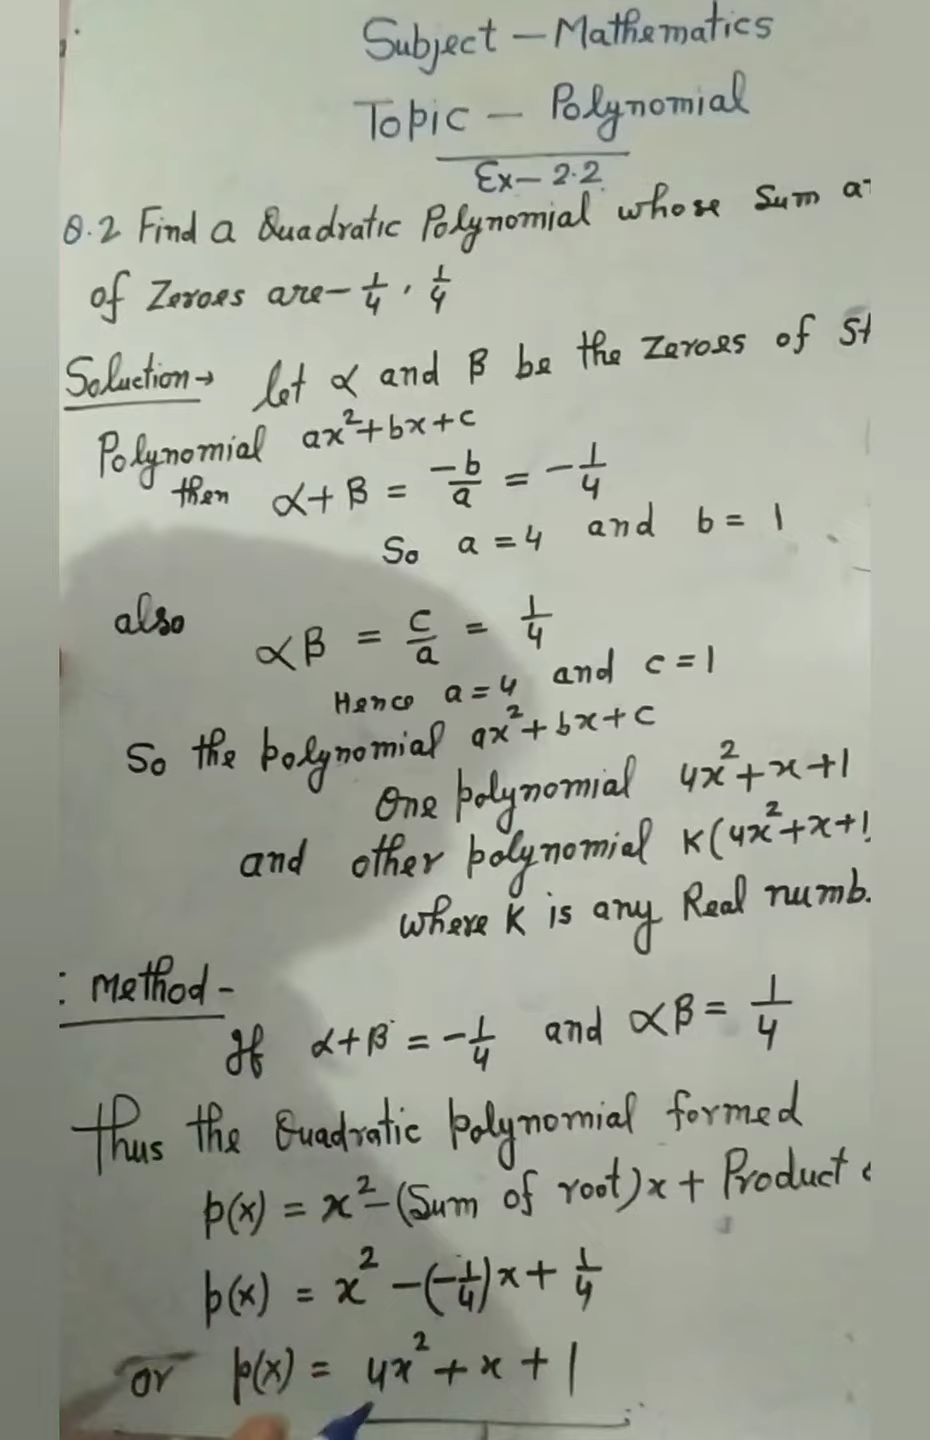 Subject - Mathematics
Topic - Polynomial
Ex- 2.2
Q.2 Find a Quadratic Polynomial whose Sum
of Zeroes are - 1/4, 1/4
Soluction → let α and β be the zeroes of
Polynomial ax²+bx+c
then α+β = -b/a = -1/4
So a = 4 and b = 1
also αβ = c/a = 1/4
Hence a = 4 and c = 1
So the polynomial ax²+bx+c
One polynomial 4x²+x+1
and other polynomial K(4x²+x+1
where K is any Real numb.
: Method -
If α+β = -1/4 and αβ = 1/4
Thus the Quadratic polynomial formed
p(x) = x² - (Sum of root)x + Product
p(x) = x² - (-1/4)x + 1/4
or p(x) = 4x² + x + 1